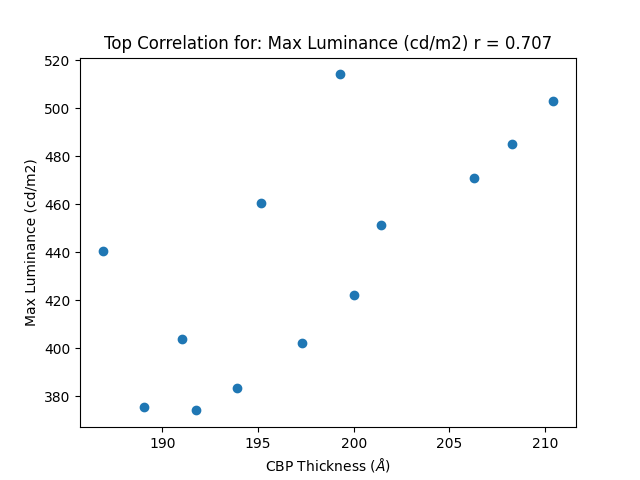 Top Correlation for: Max Luminance (cd/m2) r = 0.707
520
500
480
460
440
420
400
380
Max Luminance (cd/m2)
190 195 200 205 210
CBP Thickness (Å)